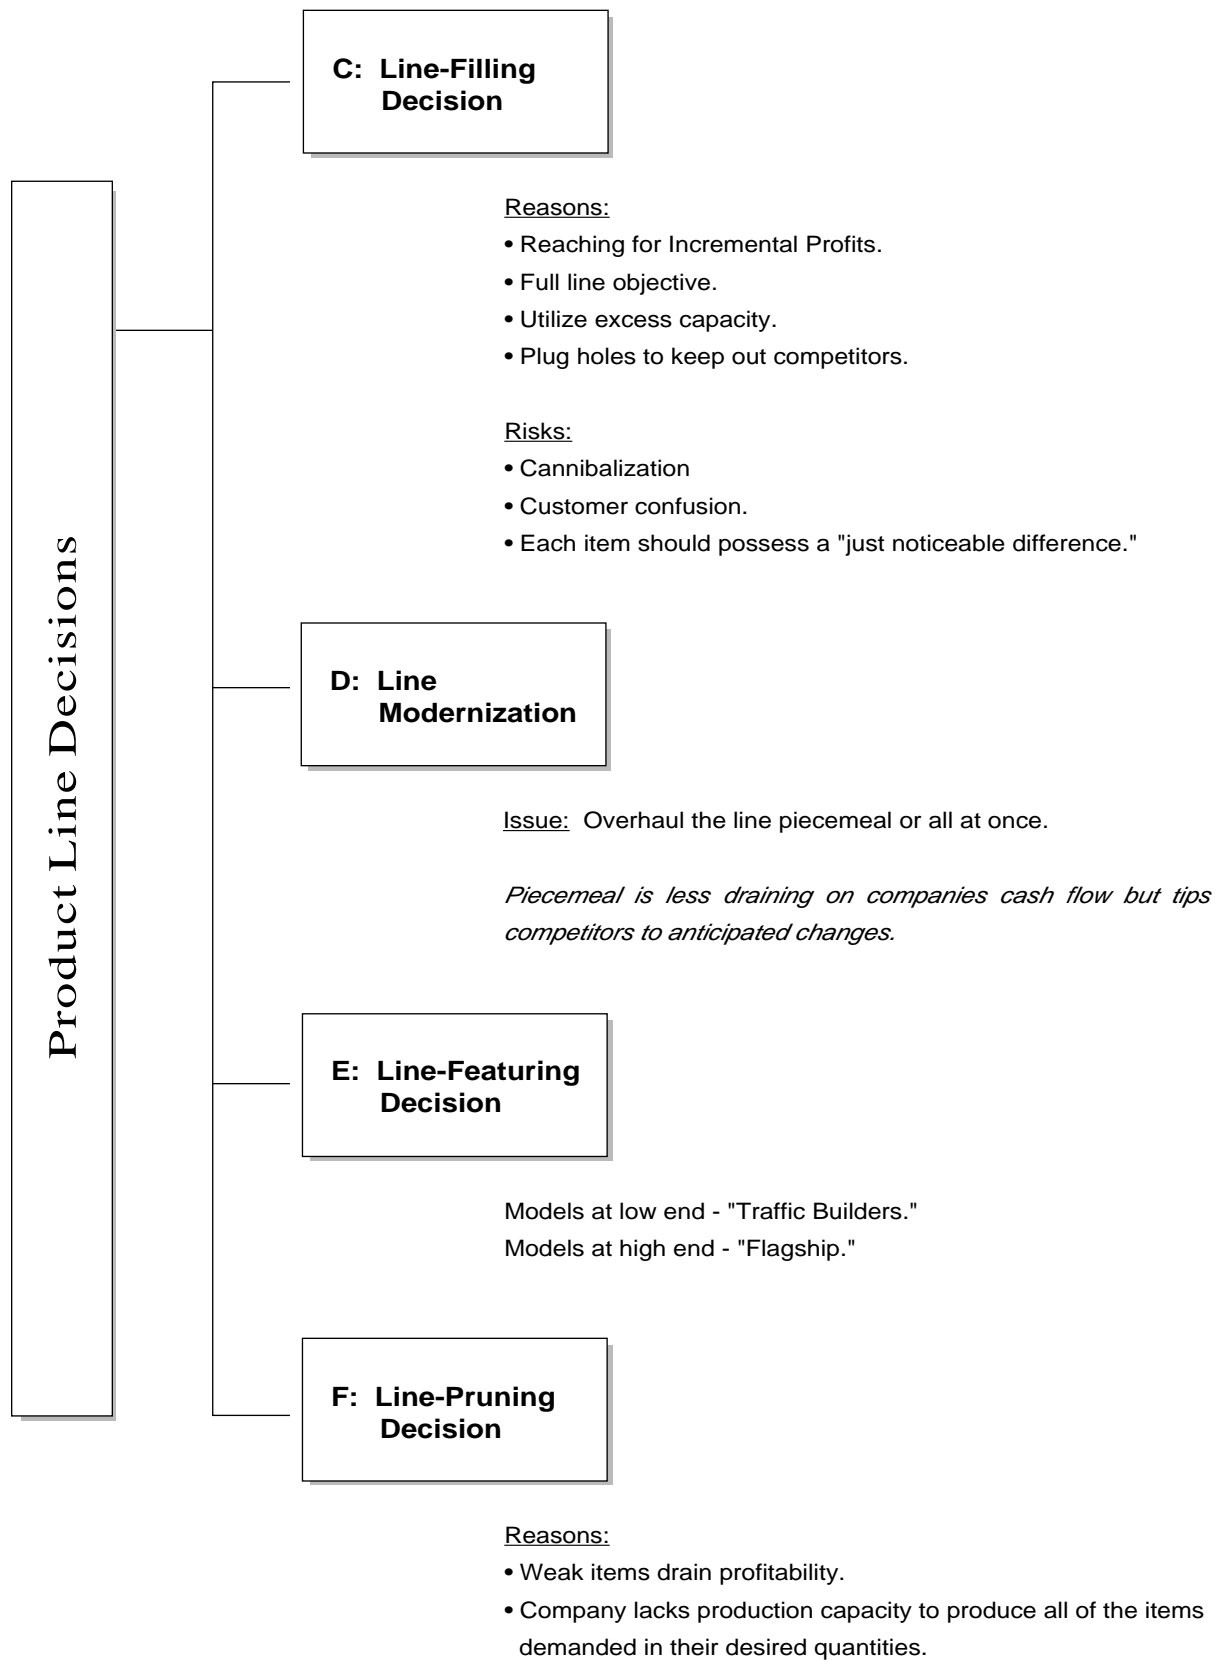 Product Line Decisions
C: Line-Filling
Decision
Reasons:
• Reaching for Incremental Profits.
• Full line objective.
• Utilize excess capacity.
• Plug holes to keep out competitors.
Risks:
• Cannibalization
• Customer confusion.
• Each item should possess a "just noticeable difference."
D: Line
Modernization
Issue: Overhaul the line piecemeal or all at once.
Piecemeal is less draining on companies cash flow but tips
competitors to anticipated changes.
E: Line-Featuring
Decision
Models at low end - "Traffic Builders."
Models at high end - "Flagship."
F: Line-Pruning
Decision
Reasons:
• Weak items drain profitability.
• Company lacks production capacity to produce all of the items
demanded in their desired quantities.